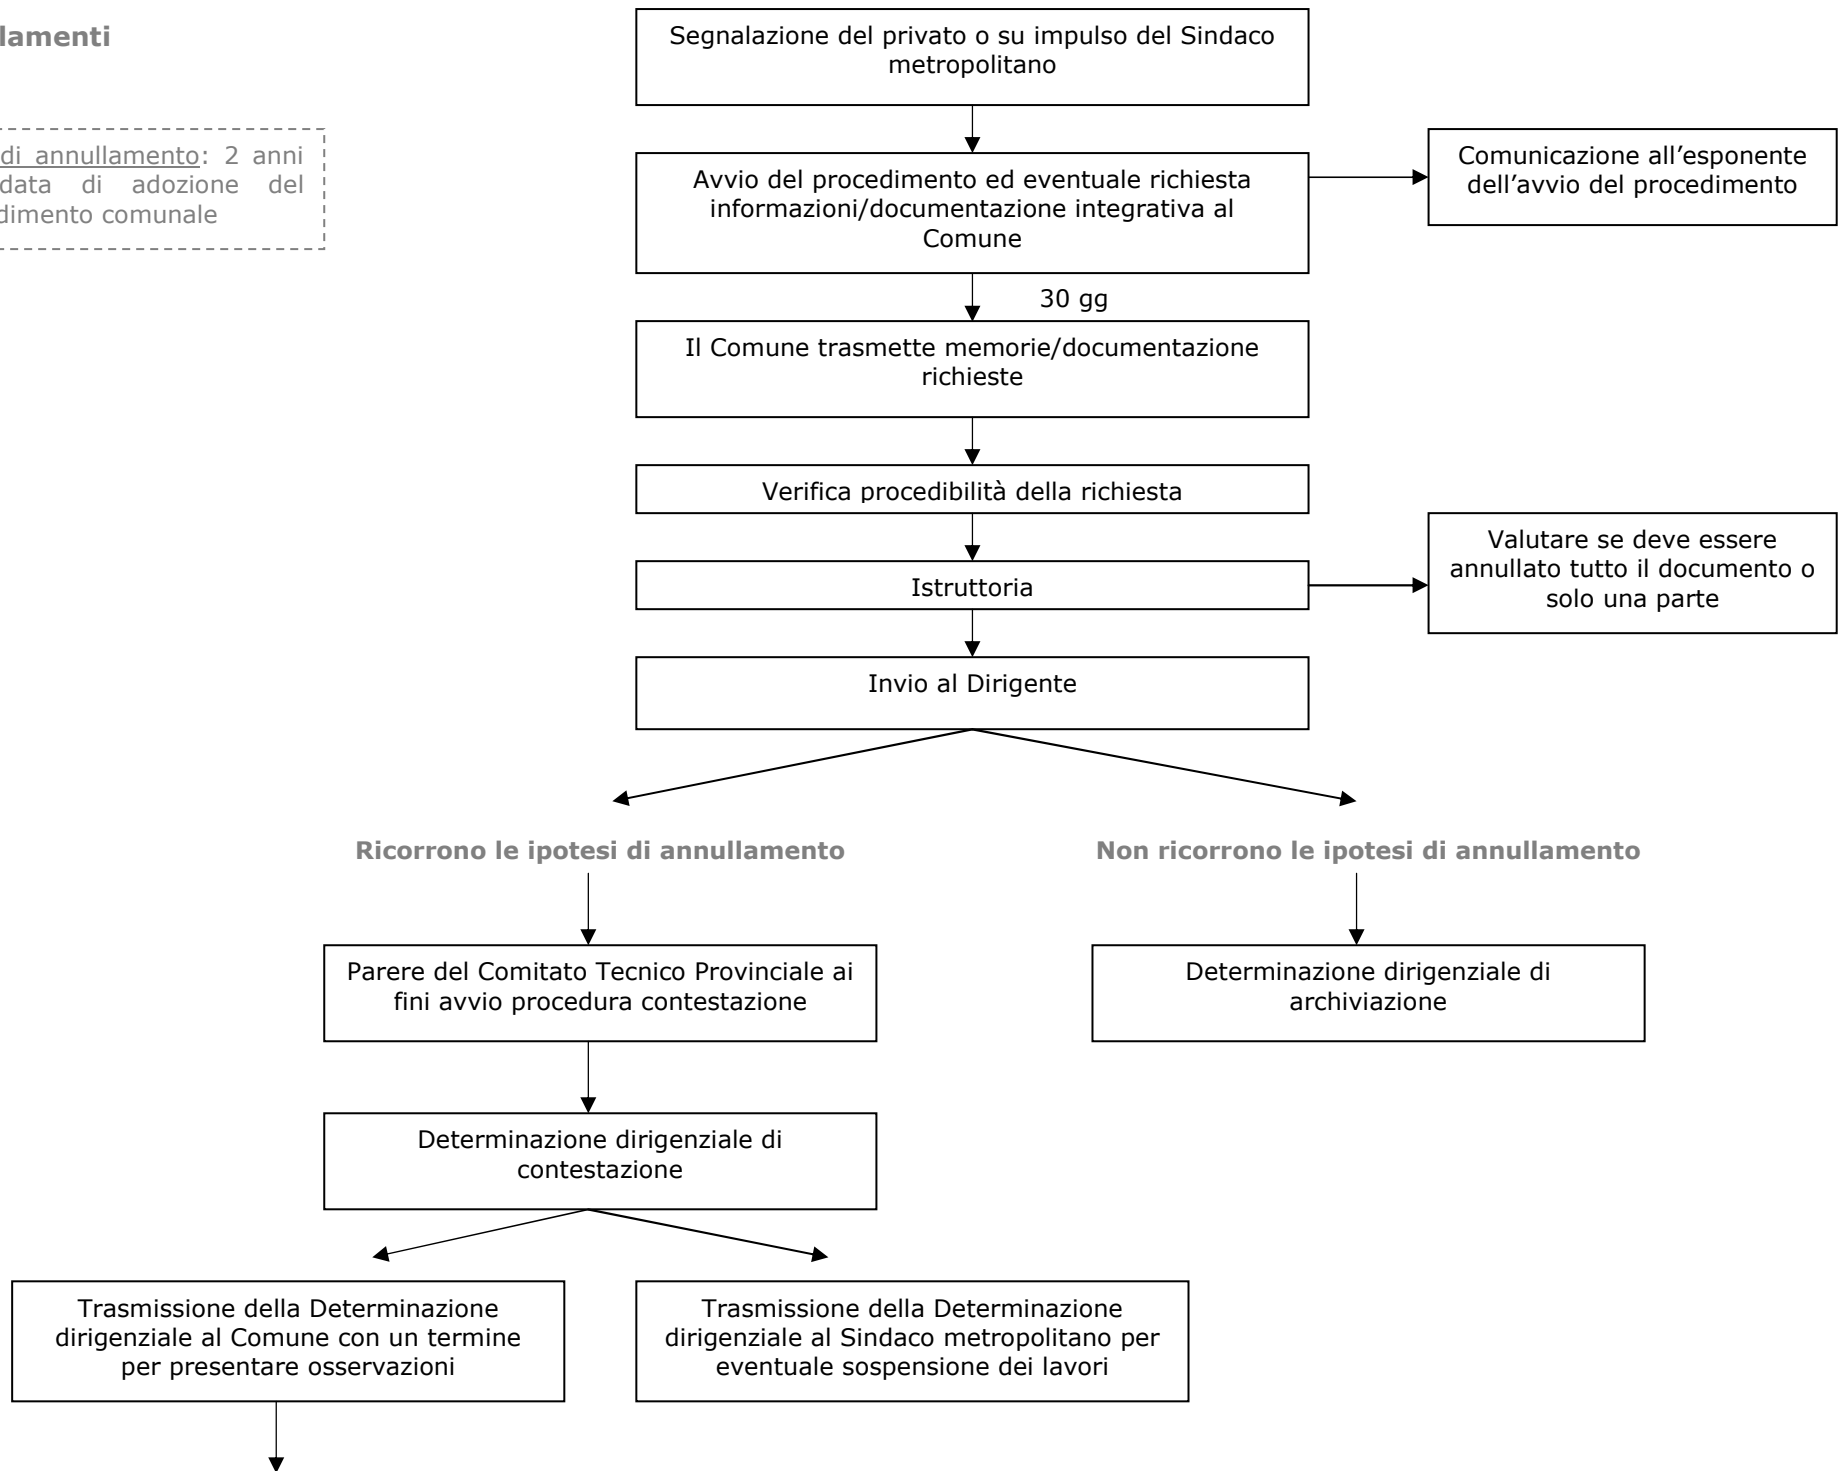 lamenti
Segnalazione del privato o su impulso del Sindaco
metropolitano
di annullamento: 2 anni
data di adozione del
dimento comunale
Avvio del procedimento ed eventuale richiesta
informazioni/documentazione integrativa al
Comune
Comunicazione all’esponente
dell’avvio del procedimento
30 gg
Il Comune trasmette memorie/documentazione
richieste
Verifica procedibilità della richiesta
Istruttoria
Valutare se deve essere
annullato tutto il documento o
solo una parte
Invio al Dirigente
Ricorrono le ipotesi di annullamento
Non ricorrono le ipotesi di annullamento
Parere del Comitato Tecnico Provinciale ai
fini avvio procedura contestazione
Determinazione dirigenziale di
archiviazione
Determinazione dirigenziale di
contestazione
Trasmissione della Determinazione
dirigenziale al Comune con un termine
per presentare osservazioni
Trasmissione della Determinazione
dirigenziale al Sindaco metropolitano per
eventuale sospensione dei lavori